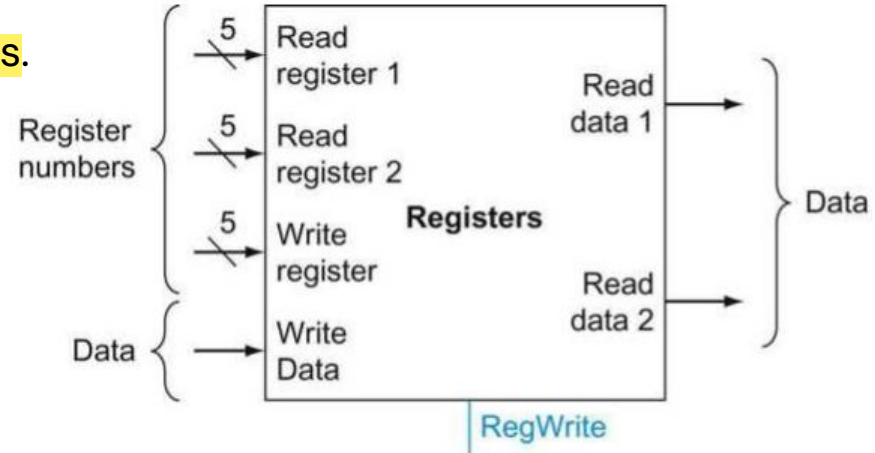 s.
5
Read
register 1
5
Read
register 2
5
Write
register
Write
Data
Register
numbers
Data
Registers
Read
data 1
Read
data 2
Data
RegWrite